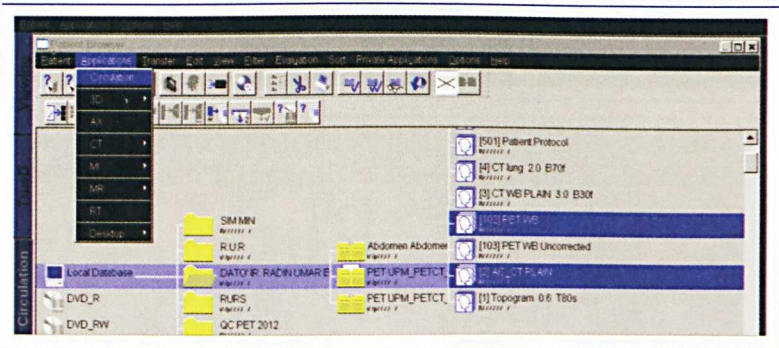 Patient Browser
Patient Applications Transfer Edit View Filter Evaluation Sort Private Applications Options Help
Circulation
3D
AX
CT
MI
MR
RT
Desktop
[501] Patient Protocol
[4] CT lung 2.0 B70f
[3] CT WB PLAIN 3.0 B30f
SIM MIN
[102] PET WB
R.U.R
Abdomen Abdomer
[103] PET WB Uncorrected
Local Database
DATO' IR. RADIN UMAR B
PET UPM_PETCT_
[2] AC_CT PLAIN
DVD_R
RURS
PET UPM_PETCT_
[1] Topogram 0.6 T80s
DVD_RW
QC PET 2012
Circulation